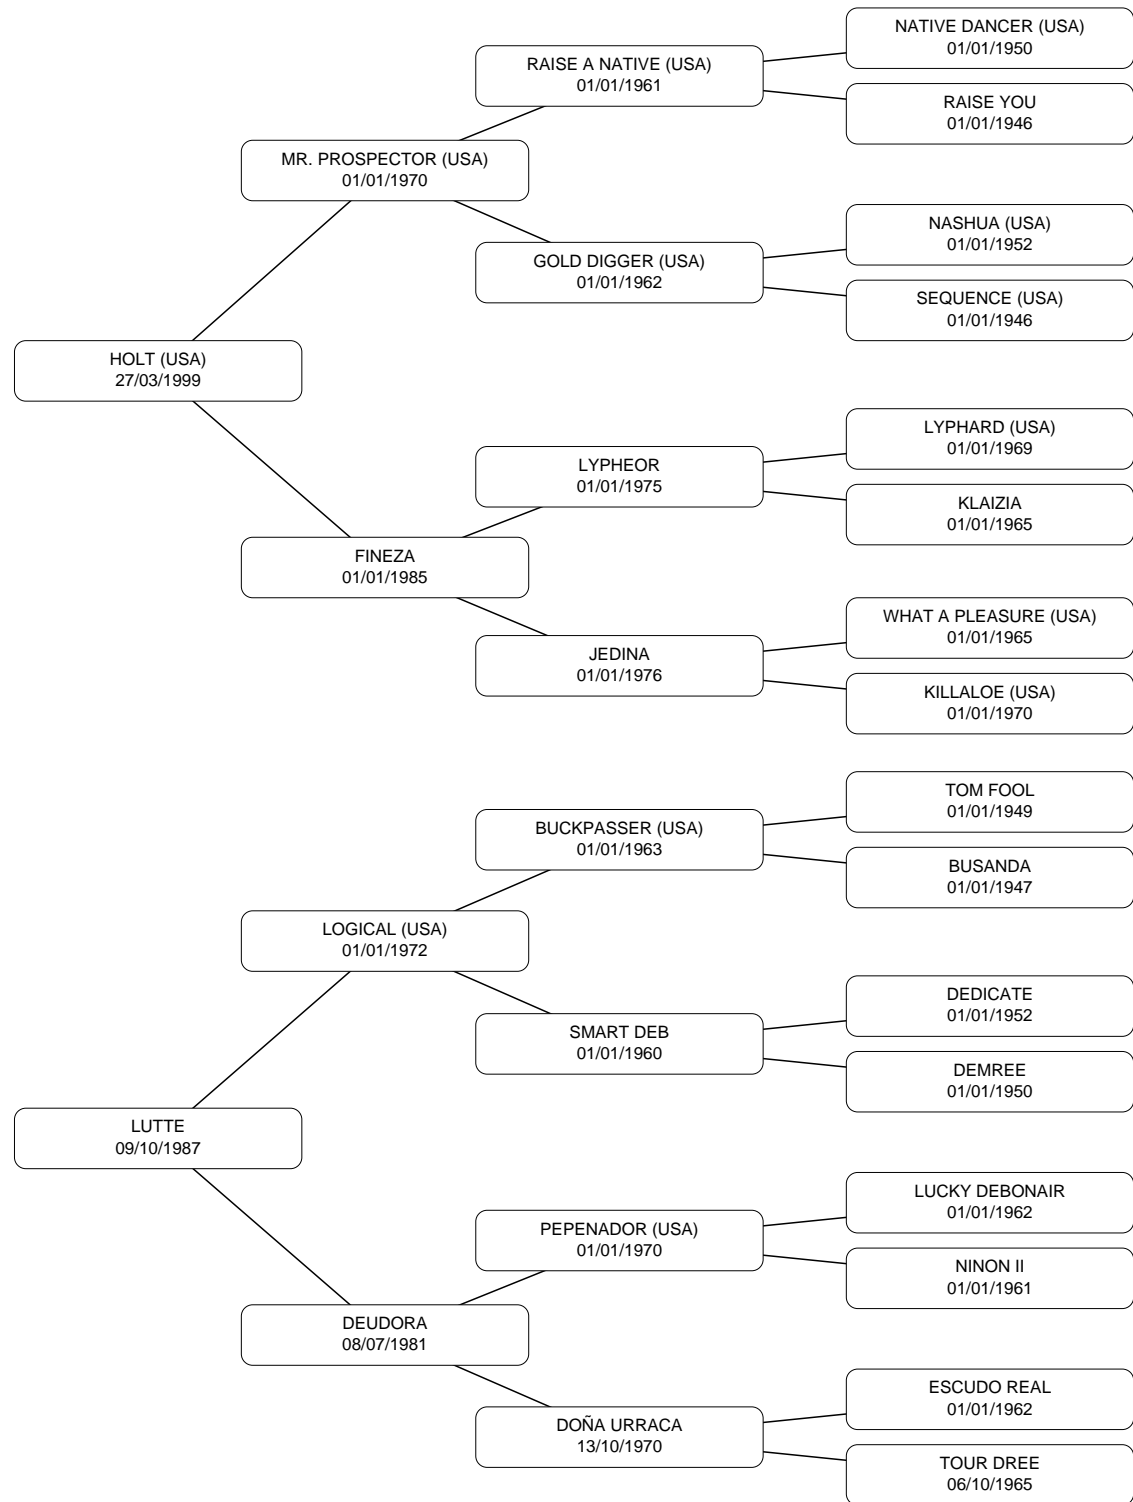 NATIVE DANCER (USA)
01/01/1950
RAISE A NATIVE (USA)
01/01/1961
RAISE YOU
01/01/1946
MR. PROSPECTOR (USA)
01/01/1970
NASHUA (USA)
01/01/1952
GOLD DIGGER (USA)
01/01/1962
SEQUENCE (USA)
01/01/1946
HOLT (USA)
27/03/1999
LYPHARD (USA)
01/01/1969
LYPHEOR
01/01/1975
KLAIZIA
01/01/1965
FINEZA
01/01/1985
WHAT A PLEASURE (USA)
01/01/1965
JEDINA
01/01/1976
KILLALOE (USA)
01/01/1970
TOM FOOL
01/01/1949
BUCKPASSER (USA)
01/01/1963
BUSANDA
01/01/1947
LOGICAL (USA)
01/01/1972
DEDICATE
01/01/1952
SMART DEB
01/01/1960
DEMREE
01/01/1950
LUTTE
09/10/1987
LUCKY DEBONAIR
01/01/1962
PEPENADOR (USA)
01/01/1970
NINON II
01/01/1961
DEUDORA
08/07/1981
ESCUDO REAL
01/01/1962
DOÑA URRACA
13/10/1970
TOUR DREE
06/10/1965